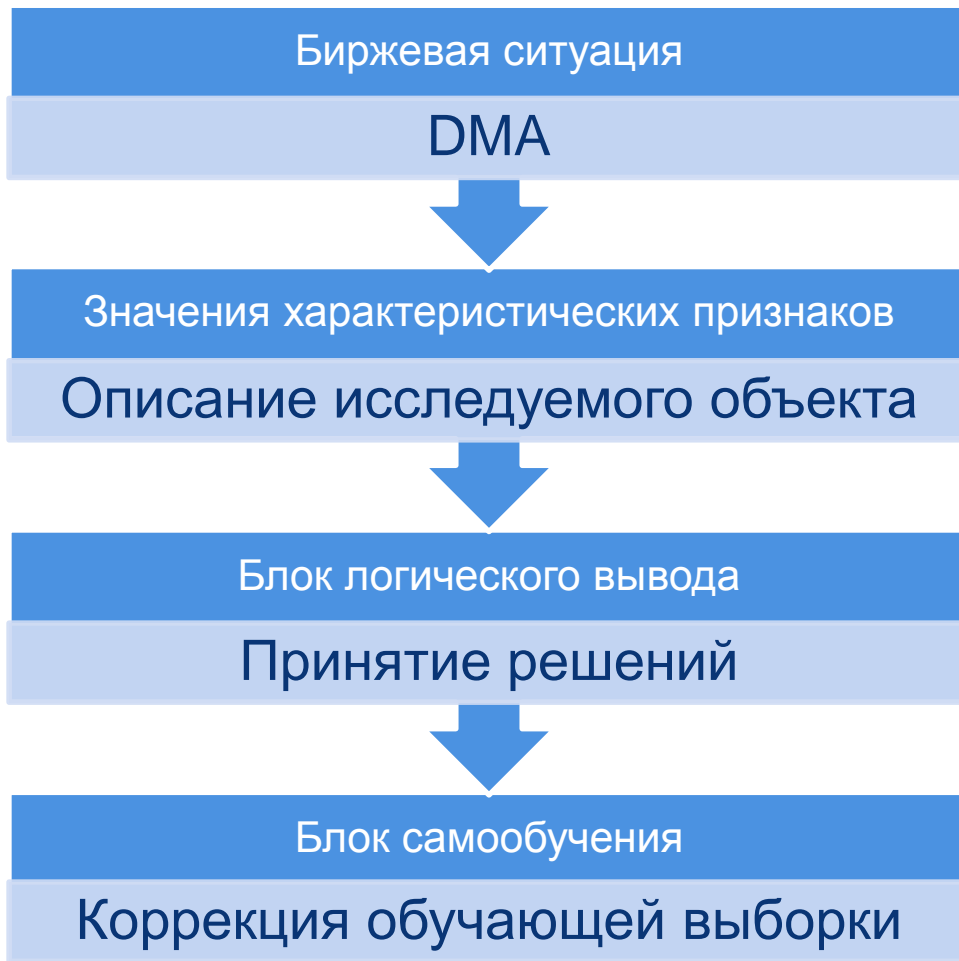 Биржевая ситуация
DMA
Значения характеристических признаков
Описание исследуемого объекта
Блок логического вывода
Принятие решений
Блок самообучения
Коррекция обучающей выборки